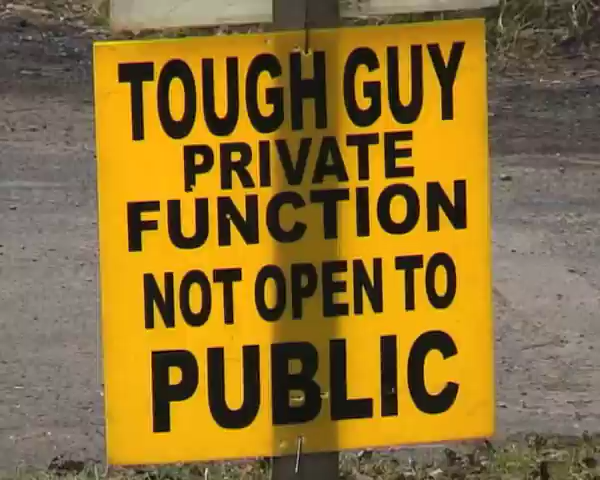 TOUGH GUY
PRIVATE
FUNCTION
NOT OPEN TO
PUBLIC